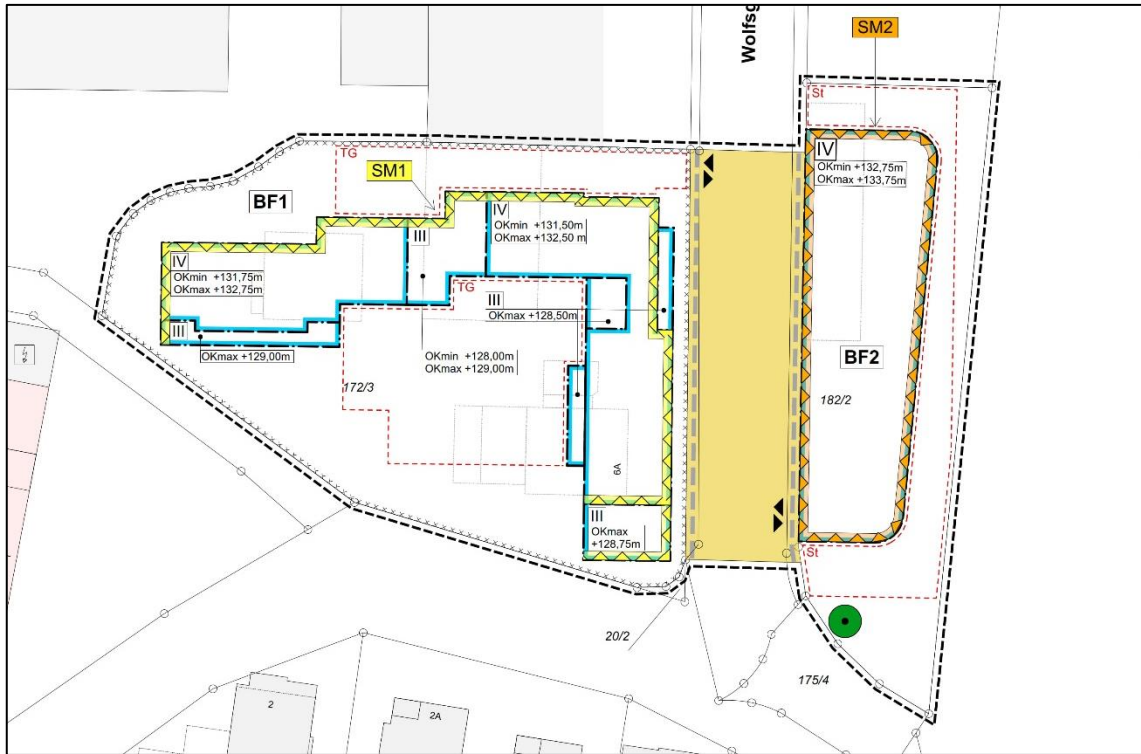 SM2
Wolfsg
St
TG
SM1
BF1
IV
OKmin +132,75m
OKmax +133,75m
IV
OKmin +131,50m
OKmax +132,50 m
III
IV
OKmin +131,75m
OKmax +132,75m
TG
III
OKmax +128,50m
III
OKmax +129,00m
OKmin +128,00m
OKmax +129,00m
BF2
172/3
182/2
6A
III
OKmax
+128,75m
St
20/2
175/4
2
2A